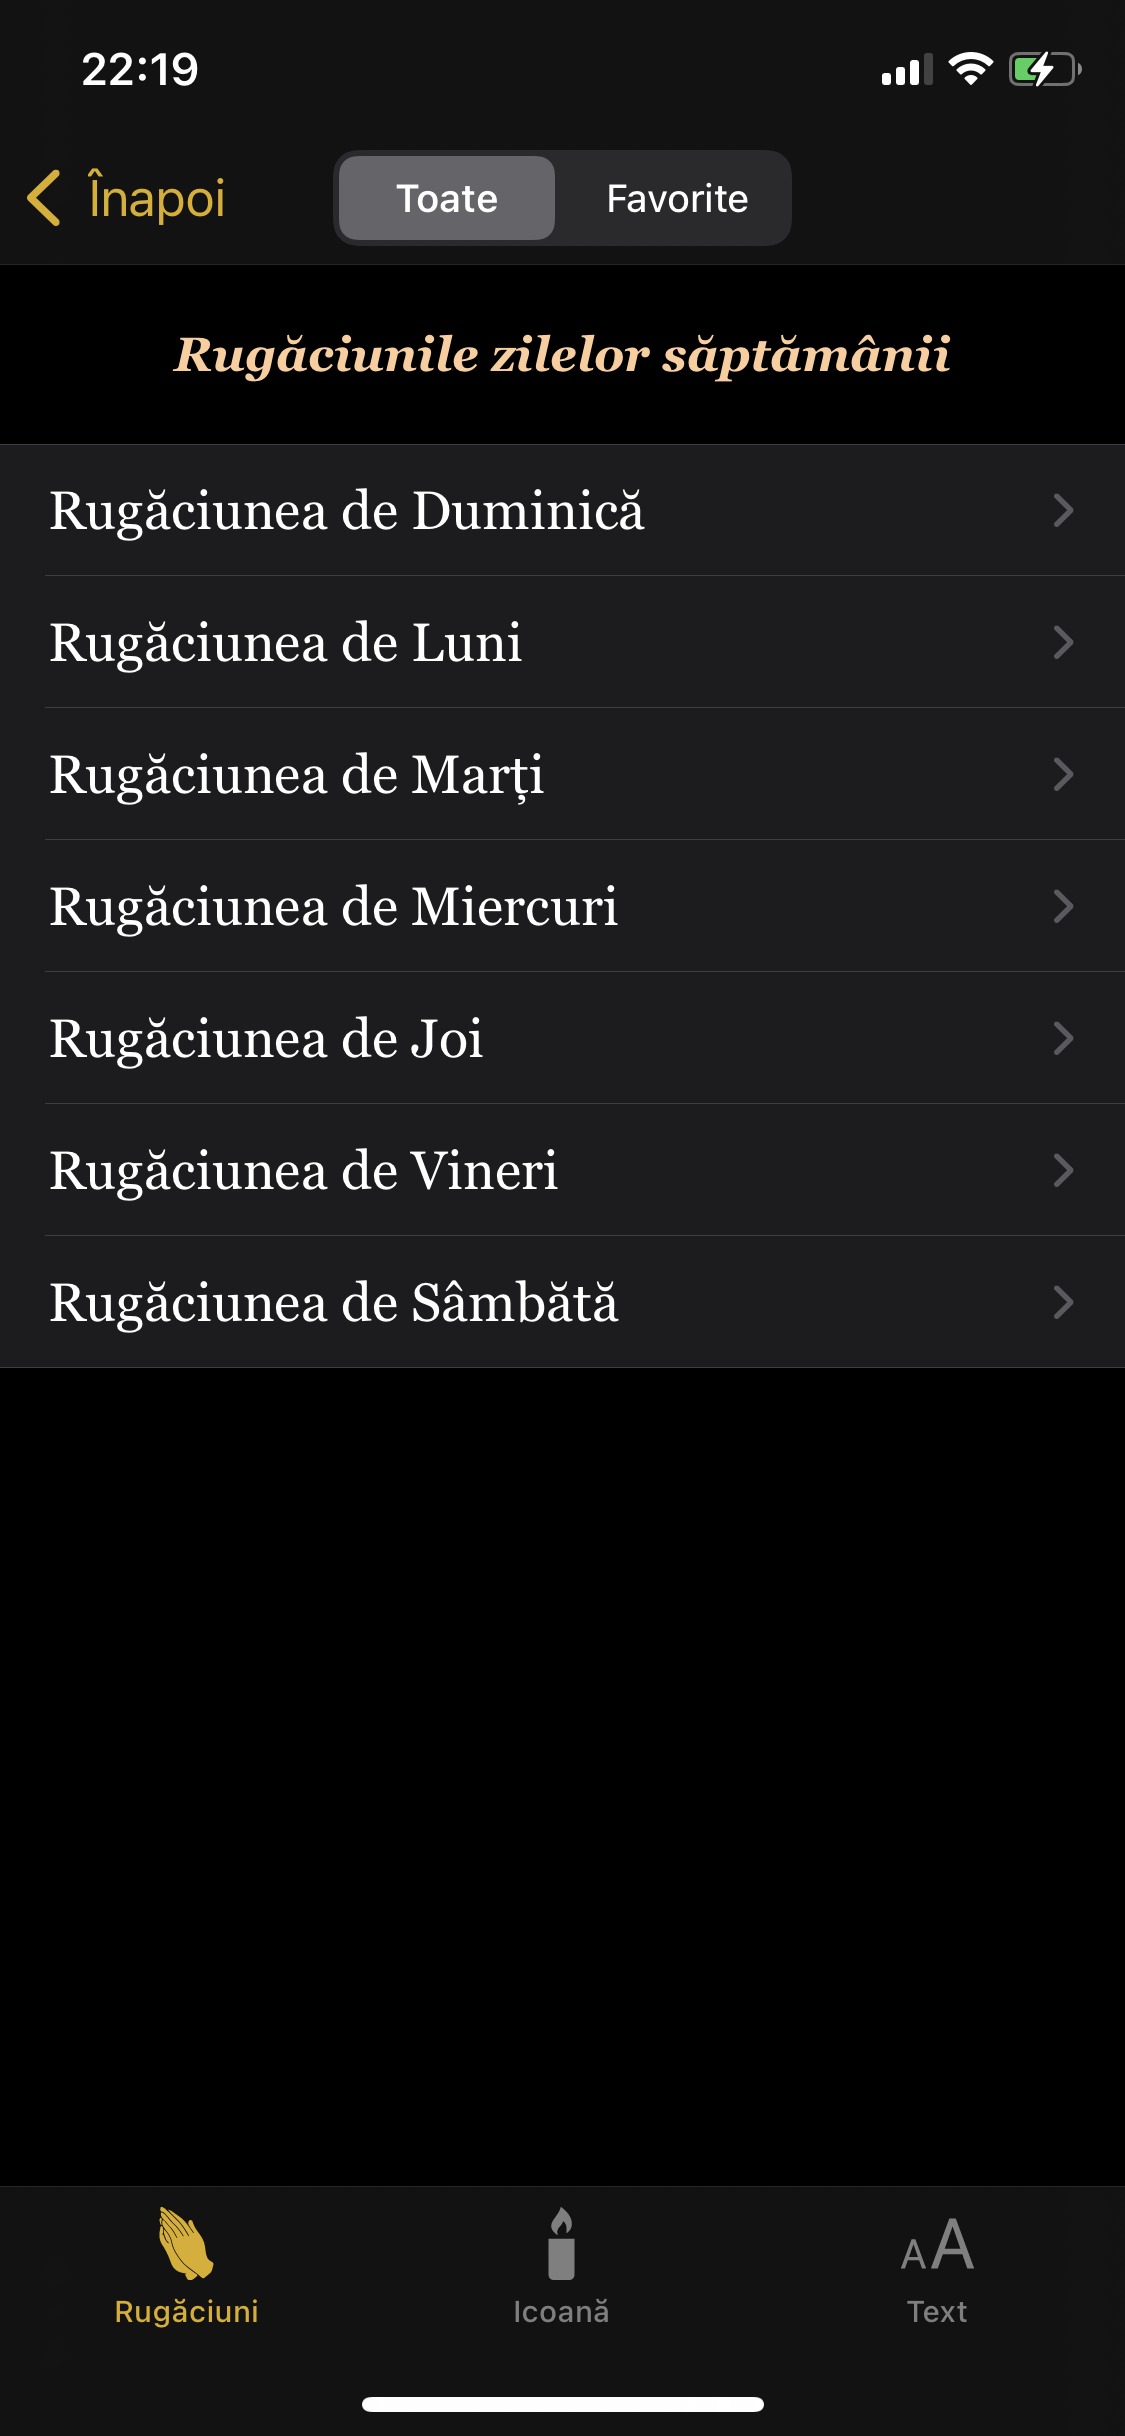 22:19
Înapoi
Toate
Favorite
Rugăciunile zilelor săptămânii
Rugăciunea de Duminică
Rugăciunea de Luni
Rugăciunea de Marți
Rugăciunea de Miercuri
Rugăciunea de Joi
Rugăciunea de Vineri
Rugăciunea de Sâmbătă
AA
Rugăciuni
Icoană
Text